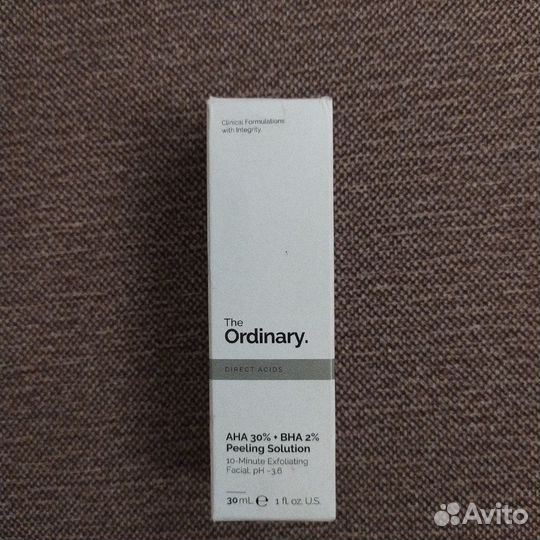 Clinical Formulations
with Integrity.
The
Ordinary.
DIRECT ACIDS
AHA 30% + BHA 2%
Peeling Solution
10-Minute Exfoliating
Facial. pH ~3.6
30 mL ℮ 1 fl. oz. U.S.
Avito